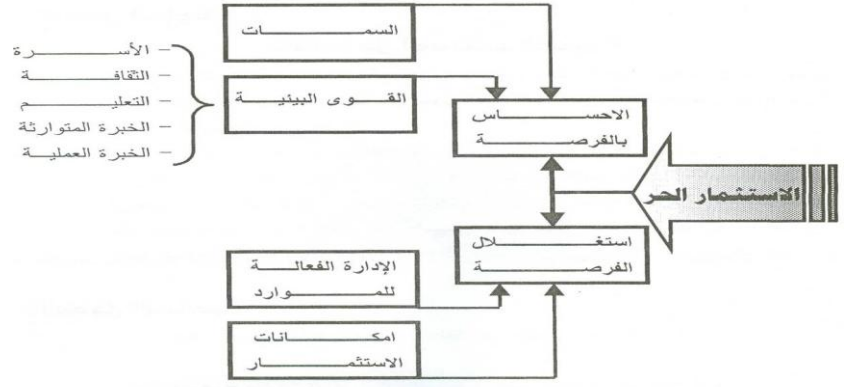 السمات
– الأسرة
– الثقافة
– التعليم
– الخبرة المتوارثة
– الخبرة العملية
القوى البيئية
الاحساس
بالفرصة
الاستثمار الحر
استغلال
الفرصة
الإدارة الفعالة
للموارد
امكانات
الاستثمار